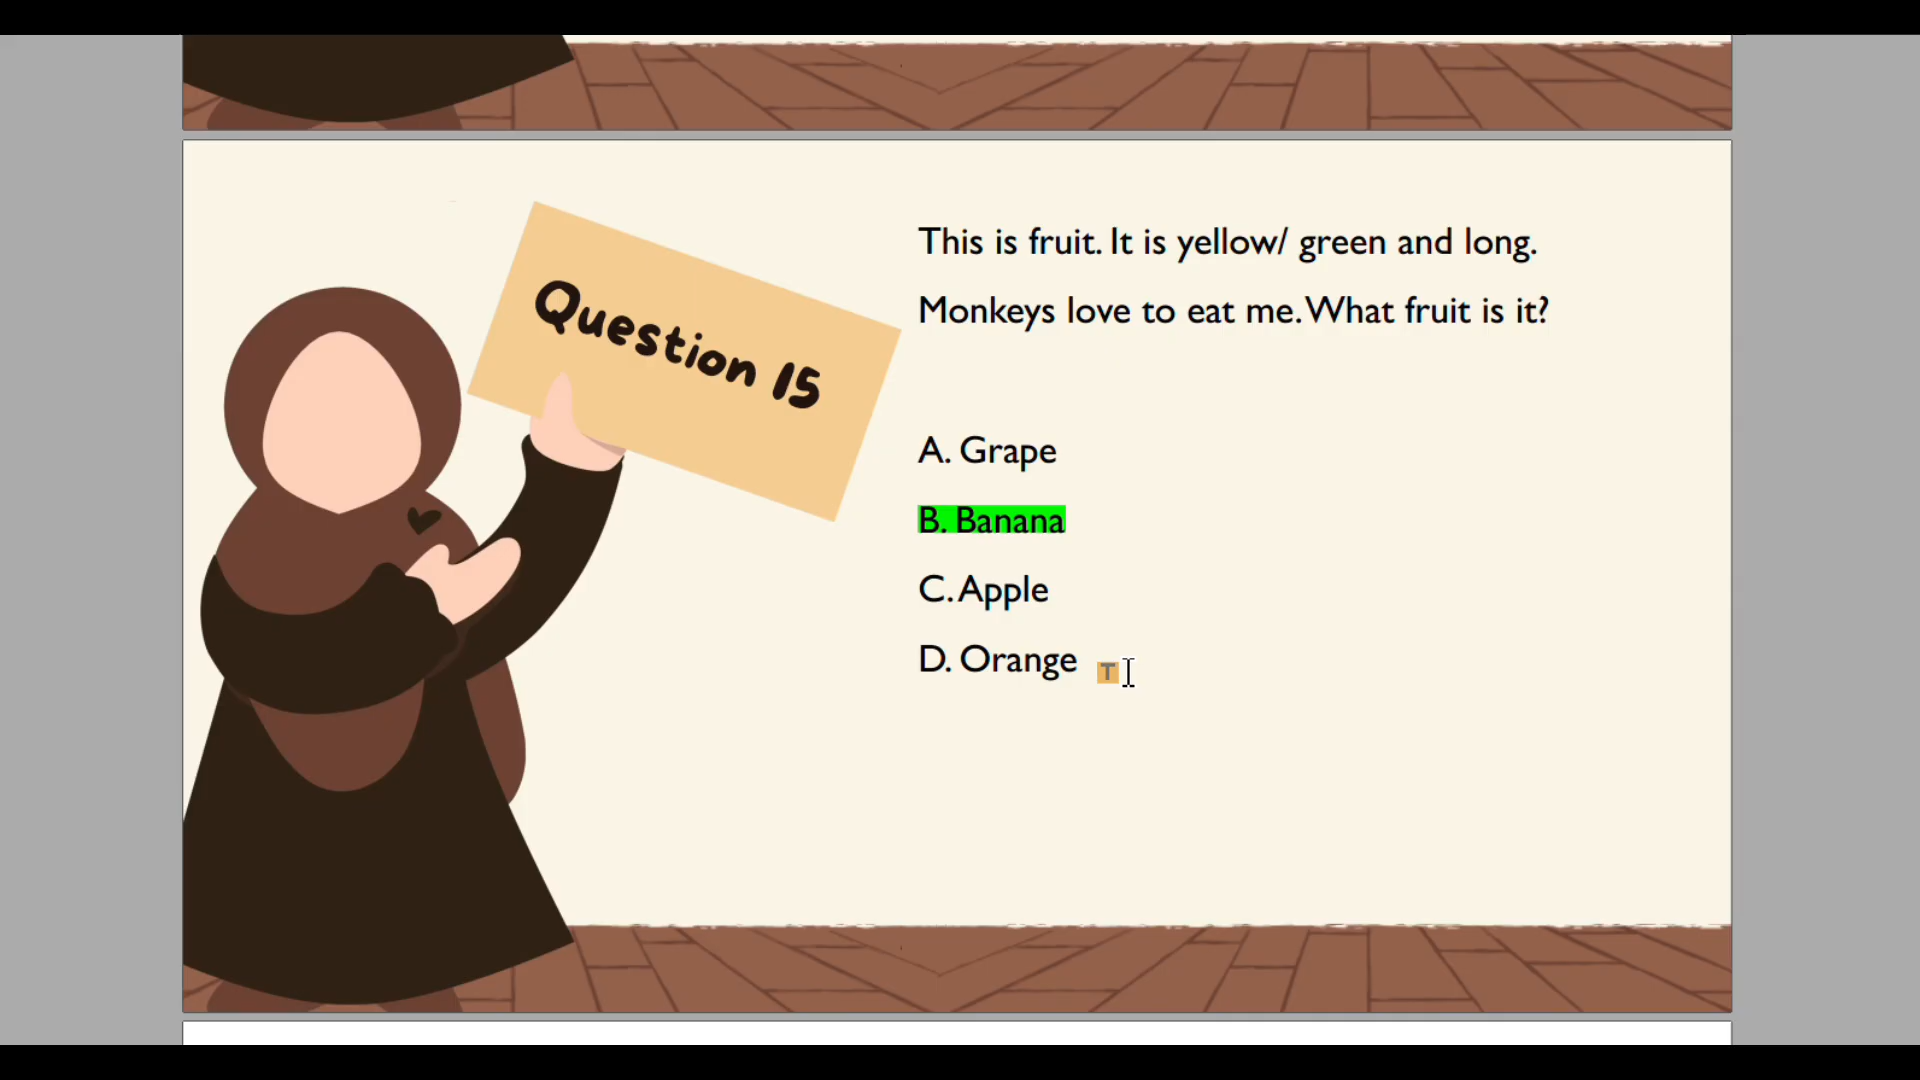 Question 15
This is fruit. It is yellow/ green and long.
Monkeys love to eat me. What fruit is it?
A. Grape
B. Banana
C. Apple
D. Orange
T